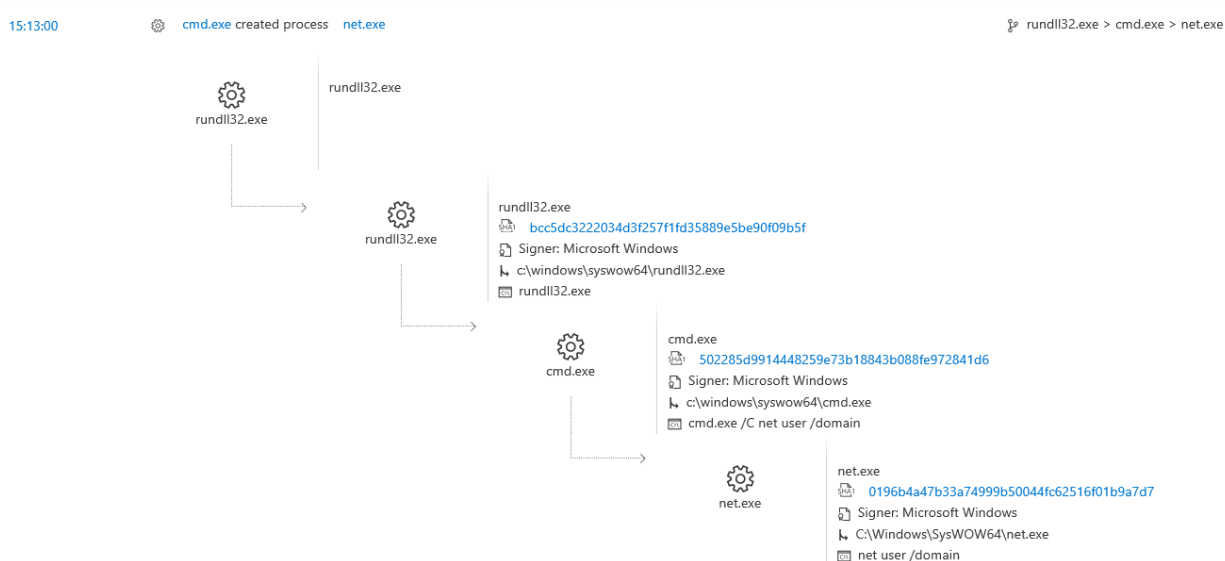 15:13:00 cmd.exe created process net.exe rundll32.exe > cmd.exe > net.exe
rundll32.exe
rundll32.exe
rundll32.exe
SHA1 bcc5dc3222034d3f257f1fd35889e5be90f09b5f
Signer: Microsoft Windows
c:\windows\syswow64\rundll32.exe
rundll32.exe
rundll32.exe
cmd.exe
SHA1 502285d9914448259e73b18843b088fe972841d6
Signer: Microsoft Windows
c:\windows\syswow64\cmd.exe
cmd.exe /C net user /domain
cmd.exe
net.exe
SHA1 0196b4a47b33a74999b50044fc62516f01b9a7d7
Signer: Microsoft Windows
C:\Windows\SysWOW64\net.exe
net user /domain
net.exe